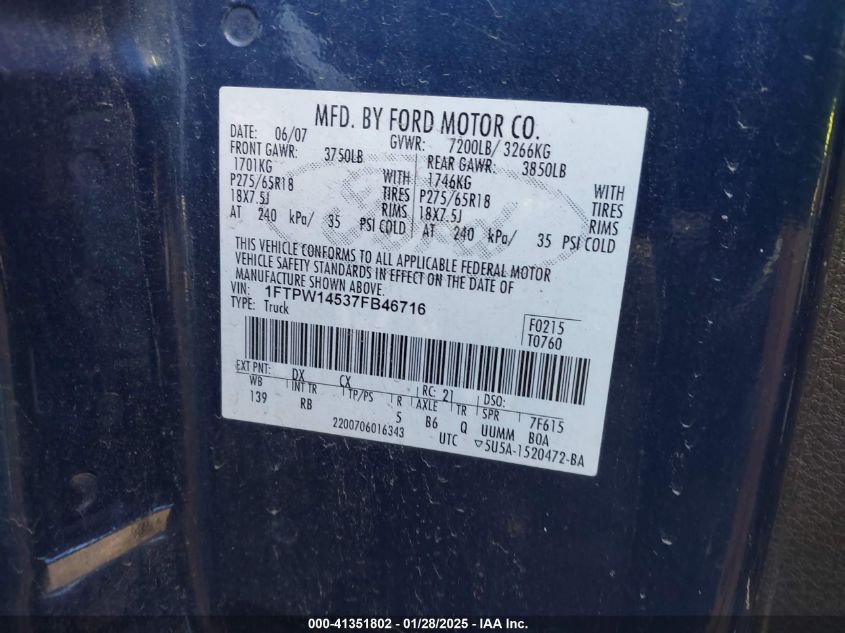 MFD. BY FORD MOTOR CO.
DATE: 06/07 GVWR: 7200LB/ 3266KG
FRONT GAWR: 3750LB REAR GAWR: 3850LB
1701KG WITH 1746KG WITH
P275/65R18 TIRES P275/65R18 TIRES
18X7.5J RIMS 18X7.5J RIMS
AT 240 kPa/ 35 PSI COLD AT 240 kPa/ 35 PSI COLD
THIS VEHICLE CONFORMS TO ALL APPLICABLE FEDERAL MOTOR
VEHICLE SAFETY STANDARDS IN EFFECT ON THE DATE OF
MANUFACTURE SHOWN ABOVE.
VIN: 1FTPW14537FB46716
TYPE: Truck
F0215
T0760
EXT PNT: DX CX RC: 21 DSO:
WB INT TR TP/PS R AXLE TR SPR 7F615
139 RB 5 B6 Q UUMM BOA
2200706016343 UTC ▽5U5A-1520472-BA
000-41351802 - 01/28/2025 - IAA Inc.